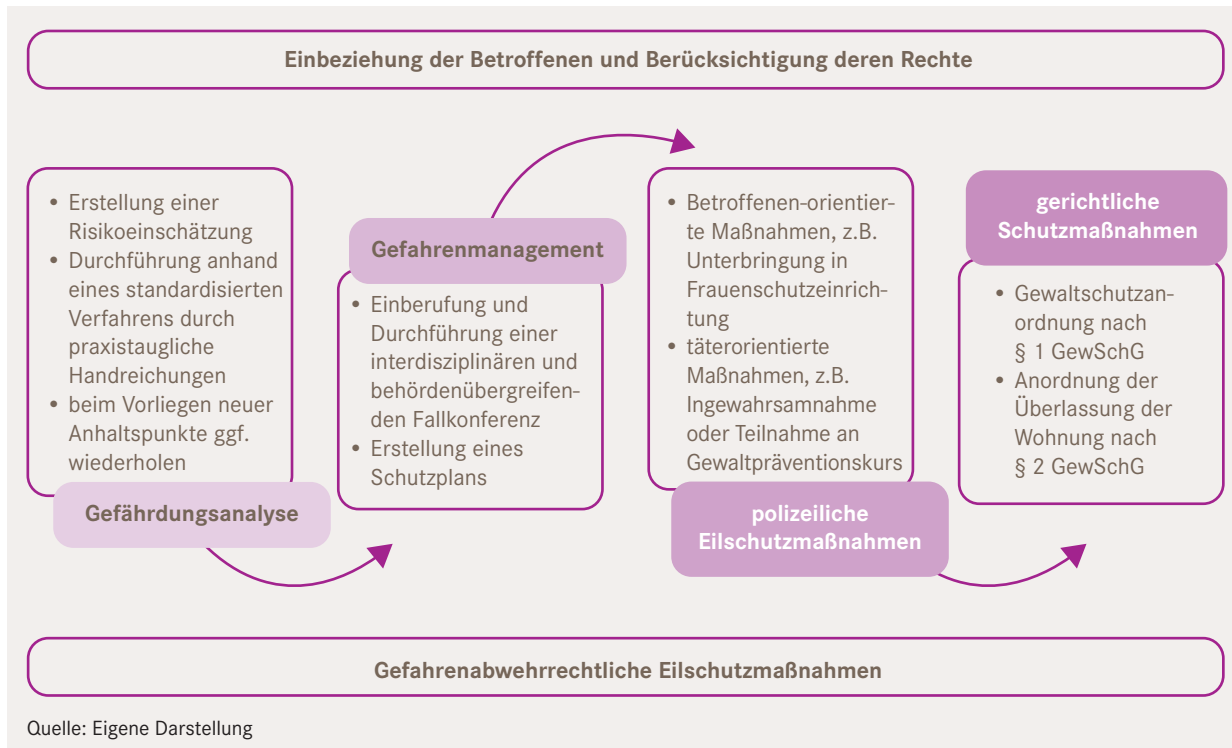 Einbeziehung der Betroffenen und Berücksichtigung deren Rechte
• Erstellung einer
Risikoeinschätzung
• Durchführung anhand
eines standardisierten
Verfahrens durch
praxistaugliche
Handreichungen
• beim Vorliegen neuer
Anhaltspunkte ggf.
wiederholen
Gefährdungsanalyse
Gefahrenmanagement
• Einberufung und
Durchführung einer
interdisziplinären und
behördenübergreifen-
den Fallkonferenz
• Erstellung eines
Schutzplans
• Betroffenen-orientier-
te Maßnahmen, z.B.
Unterbringung in
Frauenschutzeinrich-
tung
• täterorientierte
Maßnahmen, z.B.
Ingewahrsamnahme
oder Teilnahme an
Gewaltpräventionskurs
polizeiliche
Eilschutzmaßnahmen
gerichtliche
Schutzmaßnahmen
• Gewaltschutzan-
ordnung nach
§ 1 GewSchG
• Anordnung der
Überlassung der
Wohnung nach
§ 2 GewSchG
Gefahrenabwehrrechtliche Eilschutzmaßnahmen
Quelle: Eigene Darstellung